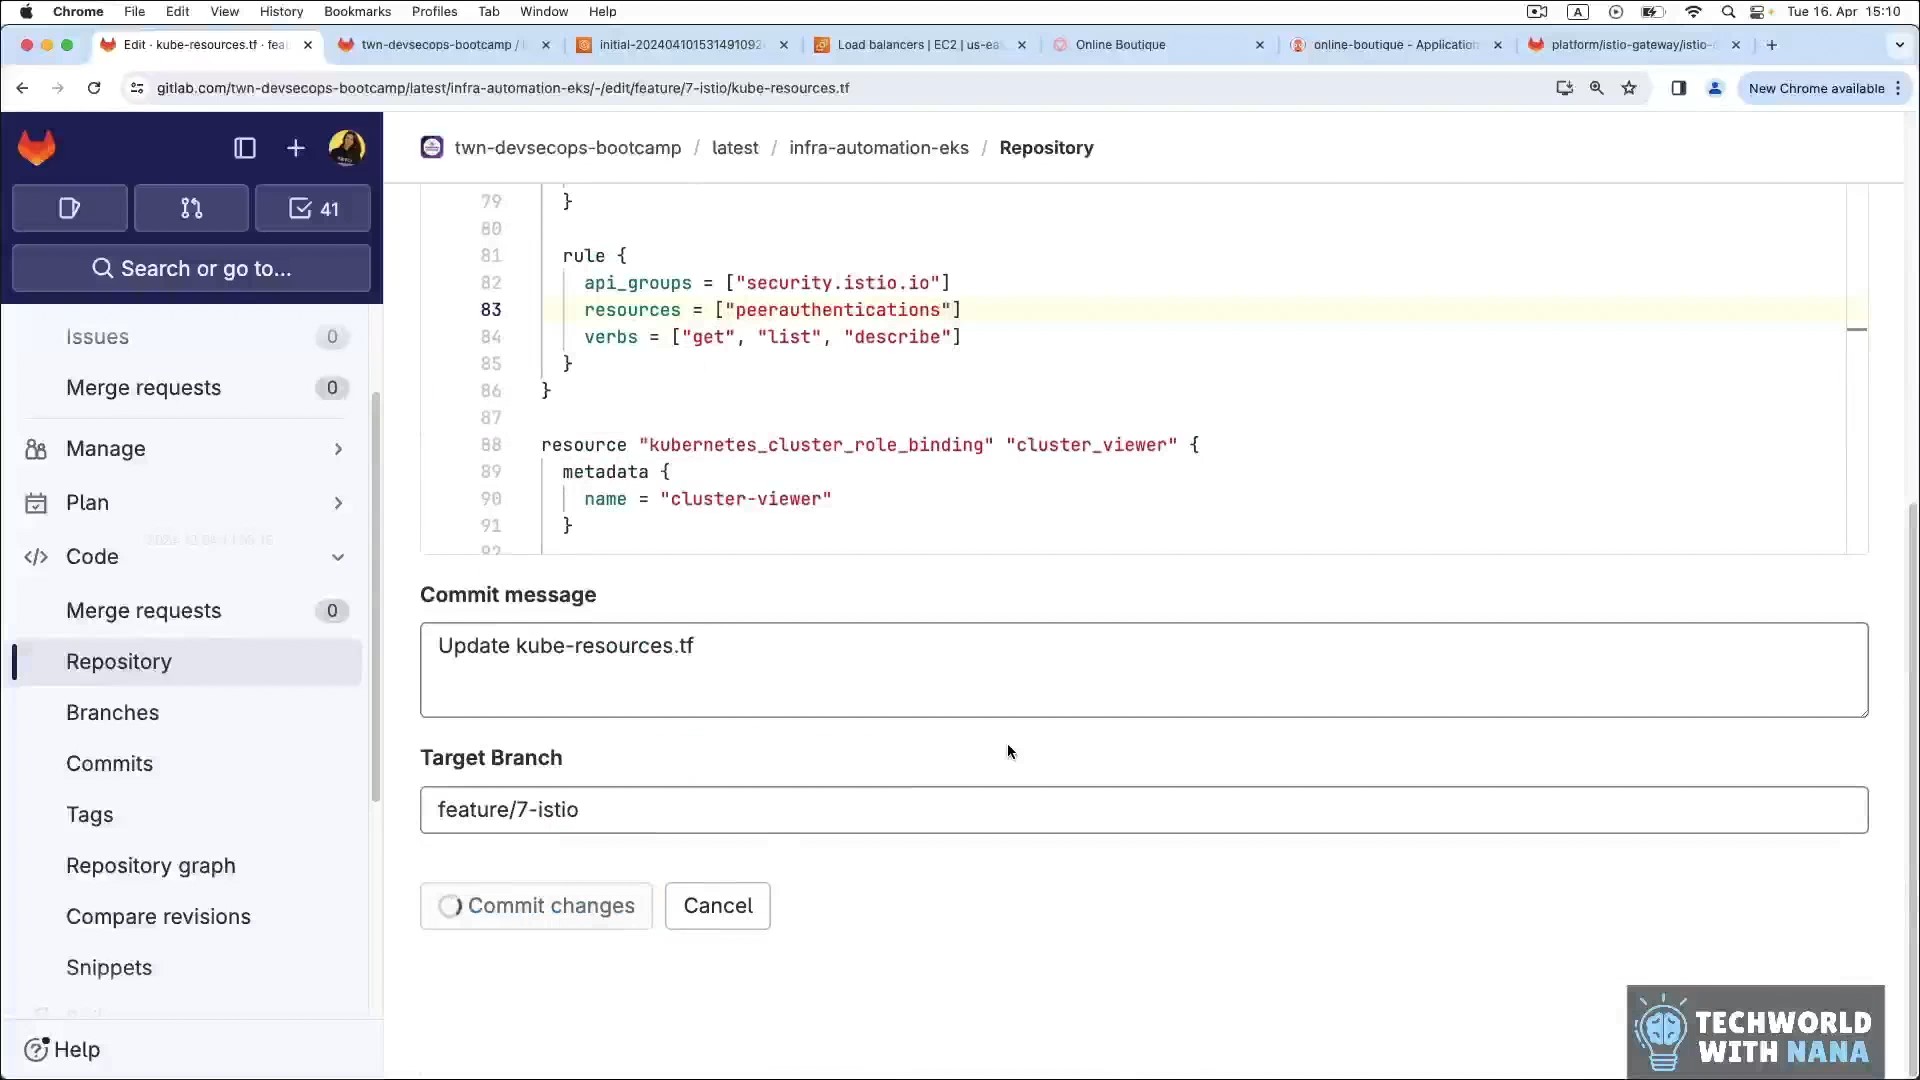 Chrome File Edit View History Bookmarks Profiles Tab Window Help
A
Tue 16. Apr 15:10
Edit · kube-resources.tf · fea
twn-devsecops-bootcamp /
initial-20240410153149109
Load balancers | EC2 | us-eas
Online Boutique
online-boutique - Application
platform/istio-gateway/istio-
gitlab.com/twn-devsecops-bootcamp/latest/infra-automation-eks/-/edit/feature/7-istio/kube-resources.tf
New Chrome available
41
Search or go to...
Issues 0
Merge requests 0
Manage
Plan
Code
Merge requests 0
Repository
Branches
Commits
Tags
Repository graph
Compare revisions
Snippets
Help
twn-devsecops-bootcamp / latest / infra-automation-eks / Repository
79 }
80
81 rule {
82 api_groups = ["security.istio.io"]
83 resources = ["peerauthentications"]
84 verbs = ["get", "list", "describe"]
85 }
86 }
87
88 resource "kubernetes_cluster_role_binding" "cluster_viewer" {
89 metadata {
90 name = "cluster-viewer"
91 }
92
Commit message
Update kube-resources.tf
Target Branch
feature/7-istio
Commit changes
Cancel
TECHWORLD
WITH NANA